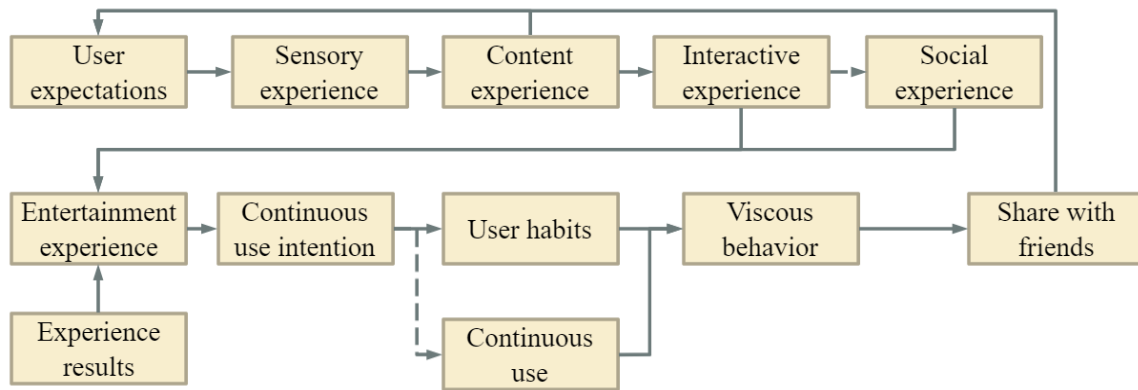 User
expectations
Sensory
experience
Content
experience
Interactive
experience
Social
experience
Entertainment
experience
Continuous
use intention
User habits
Viscous
behavior
Share with
friends
Experience
results
Continuous
use